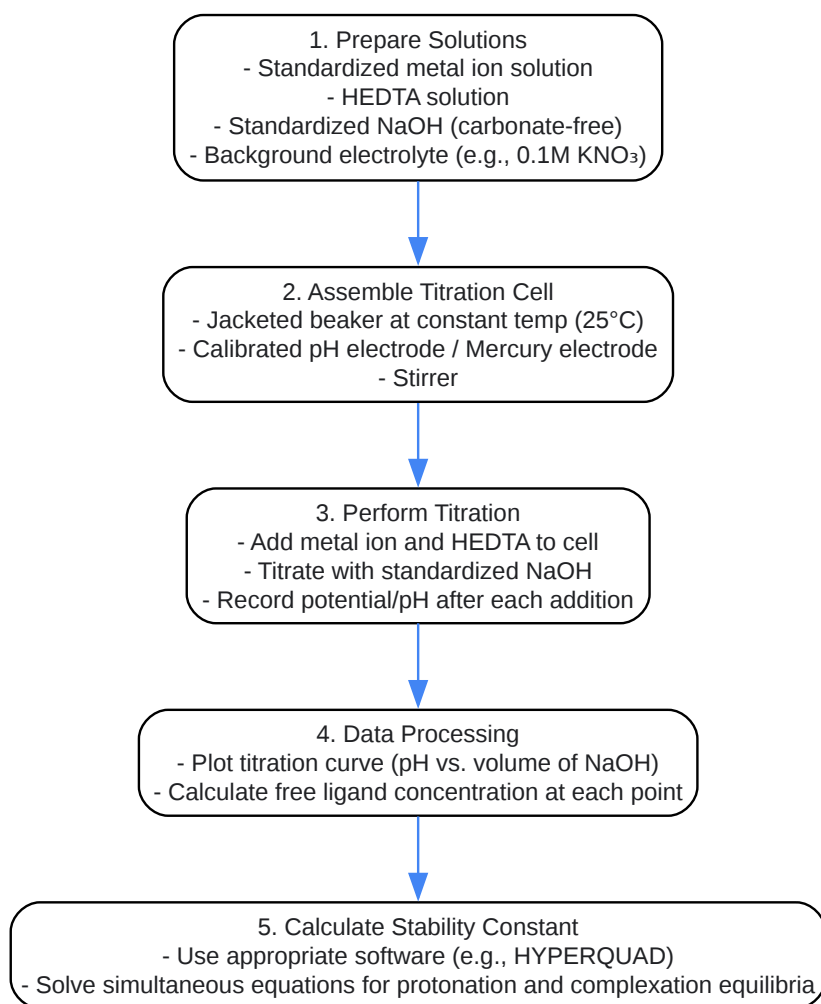 1. Prepare Solutions
- Standardized metal ion solution
- HEDTA solution
- Standardized NaOH (carbonate-free)
- Background electrolyte (e.g., 0.1M KNO₃)
2. Assemble Titration Cell
- Jacketed beaker at constant temp (25°C)
- Calibrated pH electrode / Mercury electrode
- Stirrer
3. Perform Titration
- Add metal ion and HEDTA to cell
- Titrate with standardized NaOH
- Record potential/pH after each addition
4. Data Processing
- Plot titration curve (pH vs. volume of NaOH)
- Calculate free ligand concentration at each point
5. Calculate Stability Constant
- Use appropriate software (e.g., HYPERQUAD)
- Solve simultaneous equations for protonation and complexation equilibria